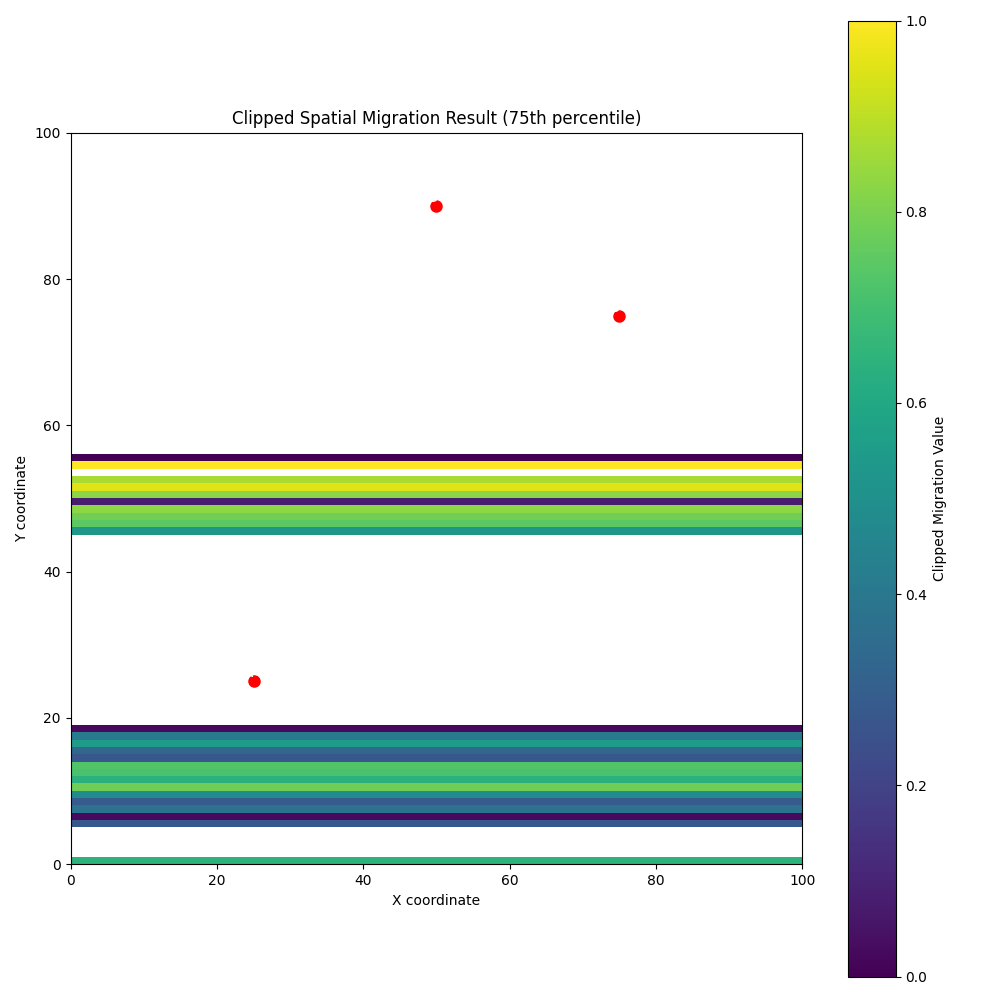 Clipped Spatial Migration Result (75th percentile)
100
80
60
40
20
0
Y coordinate
0 20 40 60 80 100
X coordinate
1.0
0.8
0.6
0.4
0.2
0.0
Clipped Migration Value